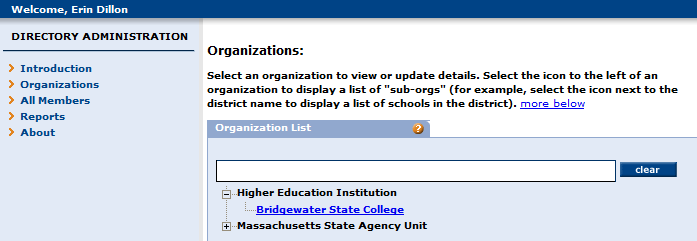 Welcome, Erin Dillon
DIRECTORY ADMINISTRATION
Introduction
Organizations
All Members
Reports
About
Organizations:
Select an organization to view or update details. Select the icon to the left of an
organization to display a list of "sub-orgs" (for example, select the icon next to the
district name to display a list of schools in the district). more below
Organization List ?
clear
Higher Education Institution
Bridgewater State College
Massachusetts State Agency Unit